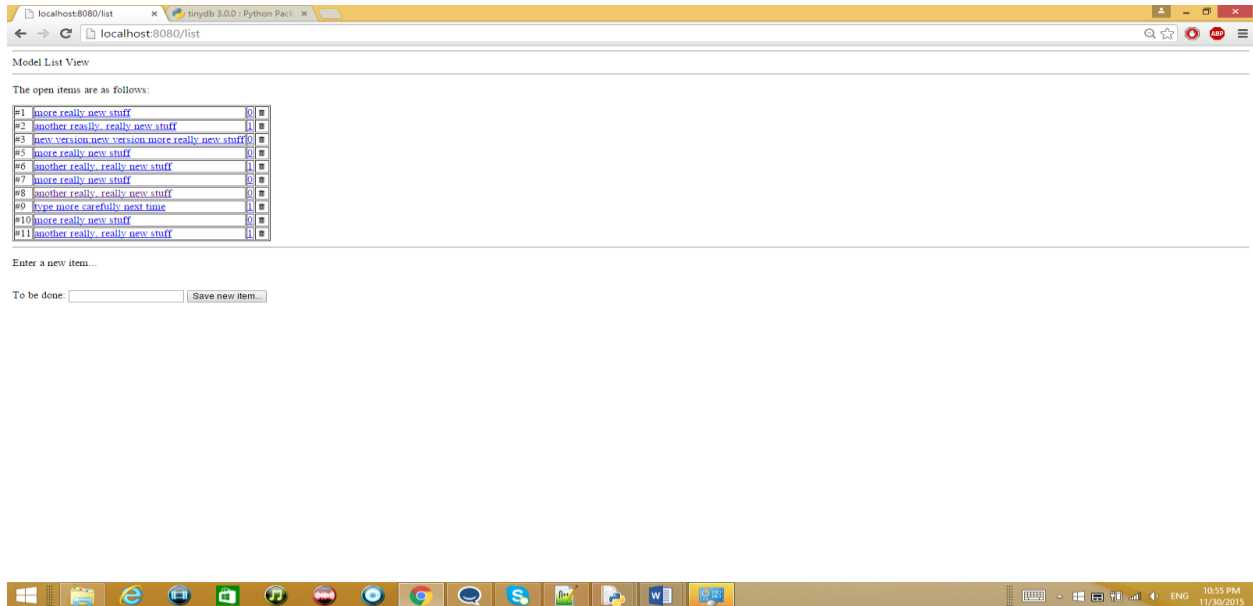 localhost:8080/list
tinydb 3.0.0 : Python Pack
localhost:8080/list
ABP
Model List View
The open items are as follows:
#1 more really new stuff 0
#2 another reaslly, really new stuff 1
#3 new version:new version:more really new stuff 0
#5 more really new stuff 0
#6 another really, really new stuff 1
#7 more really new stuff 0
#8 another really, really new stuff 0
#9 type more carefully next time 1
#10 more really new stuff 0
#11 another really, really new stuff 1
Enter a new item...
To be done: Save new item...
ENG 10:55 PM
11/30/2015